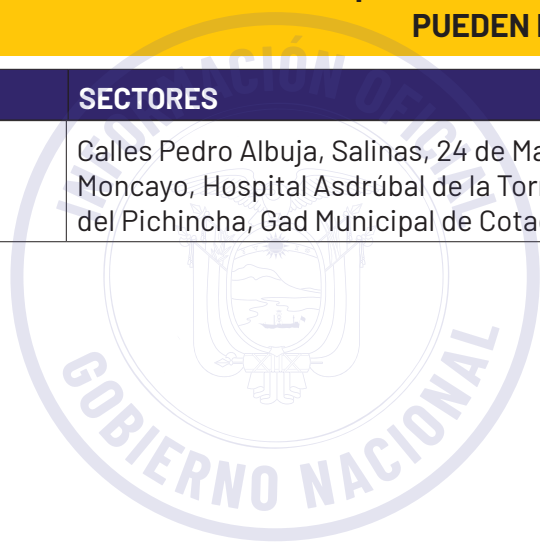 PUEDEN
SECTORES
Calles Pedro Albuja, Salinas, 24 de Ma
Moncayo, Hospital Asdrúbal de la Tor
del Pichincha, Gad Municipal de Cota
INFORMACIÓN OFICIAL
GOBIERNO NACIONAL